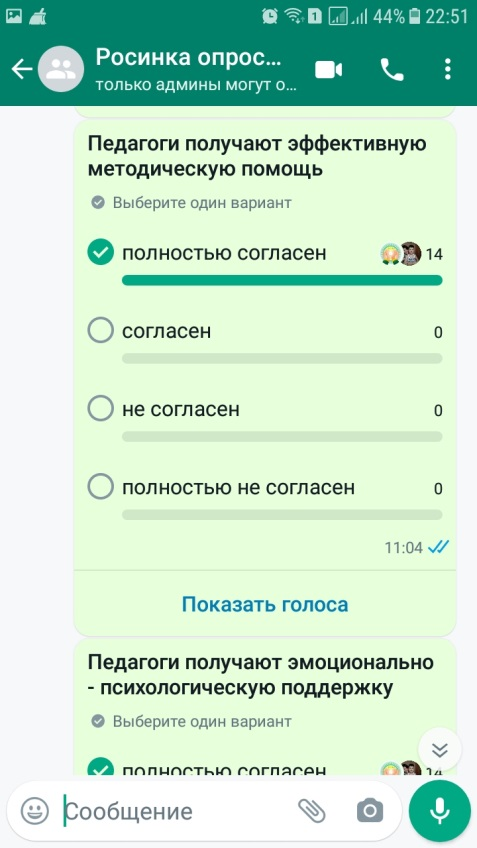 1 44% 22:51
Росинка опрос...
только админы могут о...
Педагоги получают эффективную
методическую помощь
Выберите один вариант
полностью согласен 14
согласен 0
не согласен 0
полностью не согласен 0
11:04
Показать голоса
Педагоги получают эмоционально
- психологическую поддержку
Выберите один вариант
полностью согласен 14
Сообщение